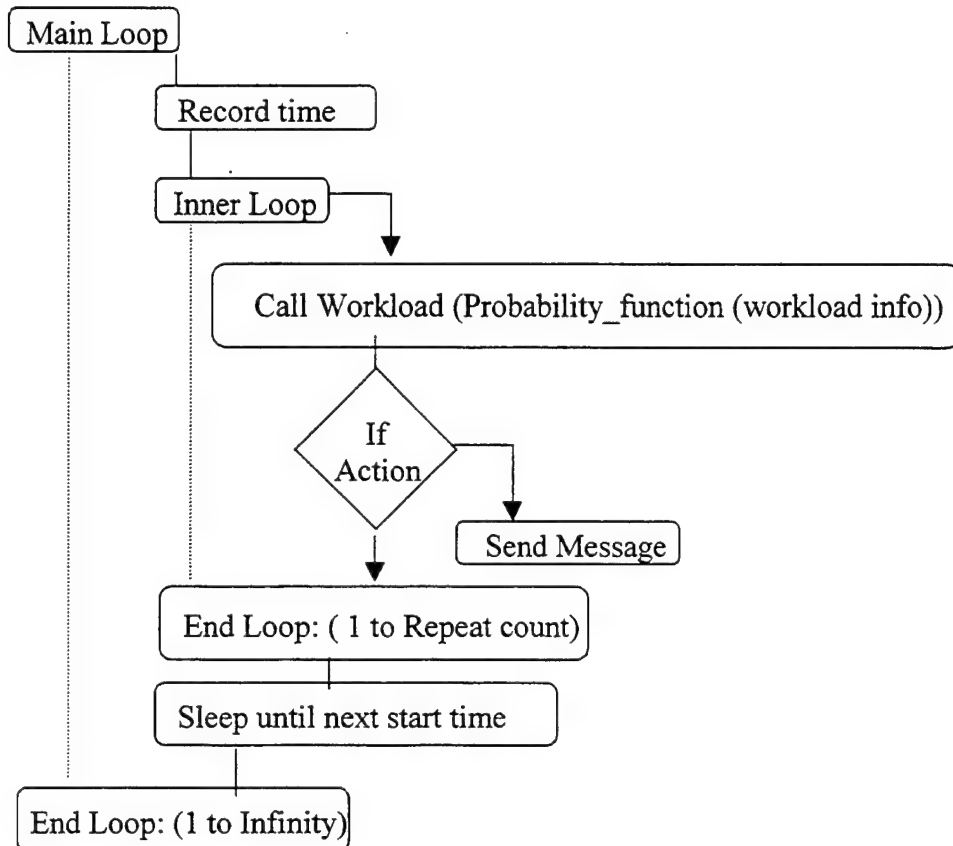 Main Loop
Record time
Inner Loop
Call Workload (Probability_function (workload info))
If
Action
Send Message
End Loop: ( 1 to Repeat count)
Sleep until next start time
End Loop: (1 to Infinity)